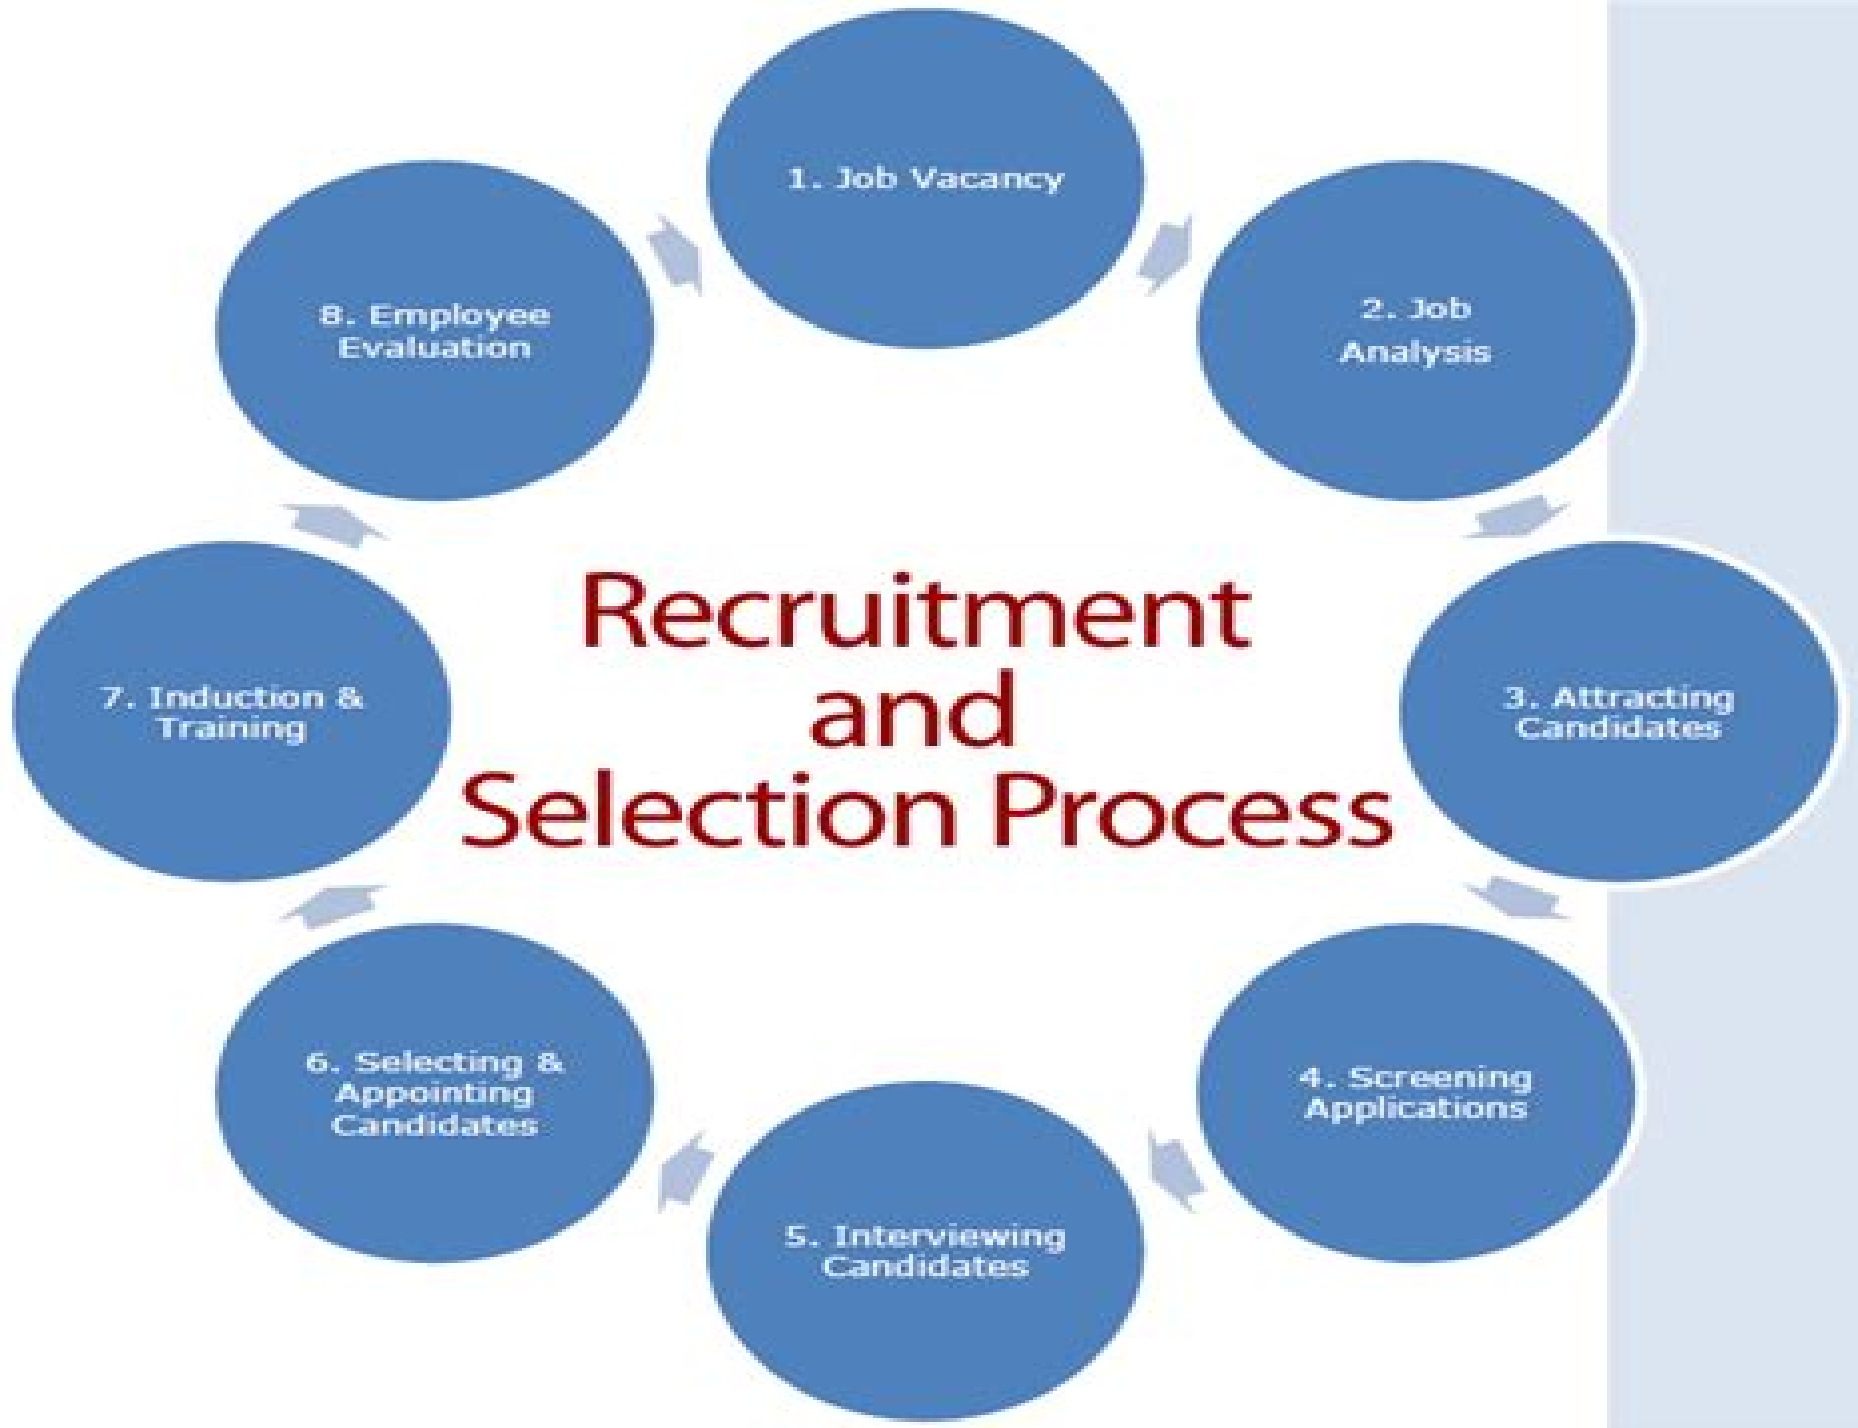 1. Job Vacancy
2. Job
Analysis
3. Attracting
Candidates
4. Screening
Applications
5. Interviewing
Candidates
6. Selecting &
Appointing
Candidates
7. Induction &
Training
8. Employee
Evaluation
Recruitment
and
Selection Process